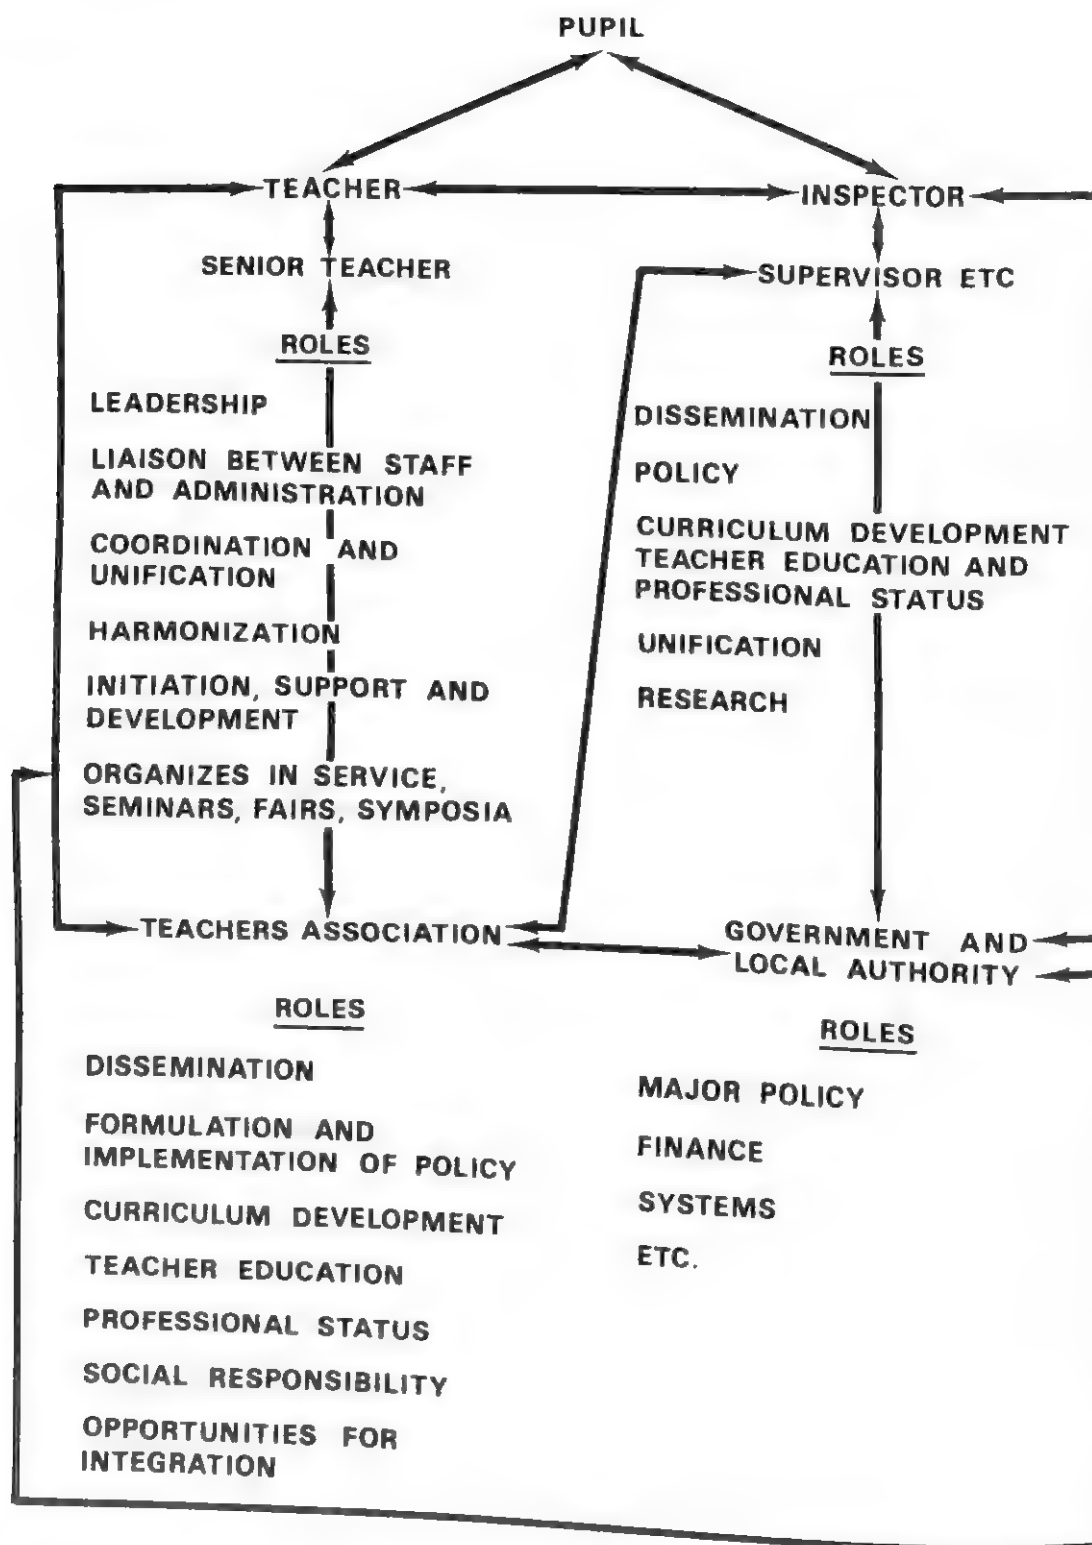 PUPIL
TEACHER
INSPECTOR
SENIOR TEACHER
SUPERVISOR ETC
ROLES
LEADERSHIP
LIAISON BETWEEN STAFF
AND ADMINISTRATION
COORDINATION AND
UNIFICATION
HARMONIZATION
INITIATION, SUPPORT AND
DEVELOPMENT
ORGANIZES IN SERVICE,
SEMINARS, FAIRS, SYMPOSIA
ROLES
DISSEMINATION
POLICY
CURRICULUM DEVELOPMENT
TEACHER EDUCATION AND
PROFESSIONAL STATUS
UNIFICATION
RESEARCH
TEACHERS ASSOCIATION
GOVERNMENT AND
LOCAL AUTHORITY
ROLES
DISSEMINATION
FORMULATION AND
IMPLEMENTATION OF POLICY
CURRICULUM DEVELOPMENT
TEACHER EDUCATION
PROFESSIONAL STATUS
SOCIAL RESPONSIBILITY
OPPORTUNITIES FOR
INTEGRATION
ROLES
MAJOR POLICY
FINANCE
SYSTEMS
ETC.